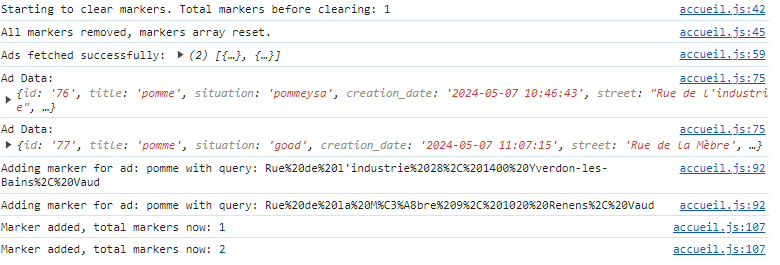 Starting to clear markers. Total markers before clearing: 1 accueil.js:42
All markers removed, markers array reset. accueil.js:45
Ads fetched successfully: ▶ (2) [{…}, {…}] accueil.js:59
Ad Data: accueil.js:75
▶ {id: '76', title: 'pomme', situation: 'pommeysa', creation_date: '2024-05-07 10:46:43', street: "Rue de l'industri
e", …}
Ad Data: accueil.js:75
▶ {id: '77', title: 'pomme', situation: 'good', creation_date: '2024-05-07 11:07:15', street: 'Rue de la Mèbre', …}
Adding marker for ad: pomme with query: Rue%20de%20l'industrie%2028%2C%201400%20Yverdon-les- accueil.js:92
Bains%2C%20Vaud
Adding marker for ad: pomme with query: Rue%20de%20la%20M%C3%A8bre%209%2C%201020%20Renens%2C%20Vaud accueil.js:92
Marker added, total markers now: 1 accueil.js:107
Marker added, total markers now: 2 accueil.js:107